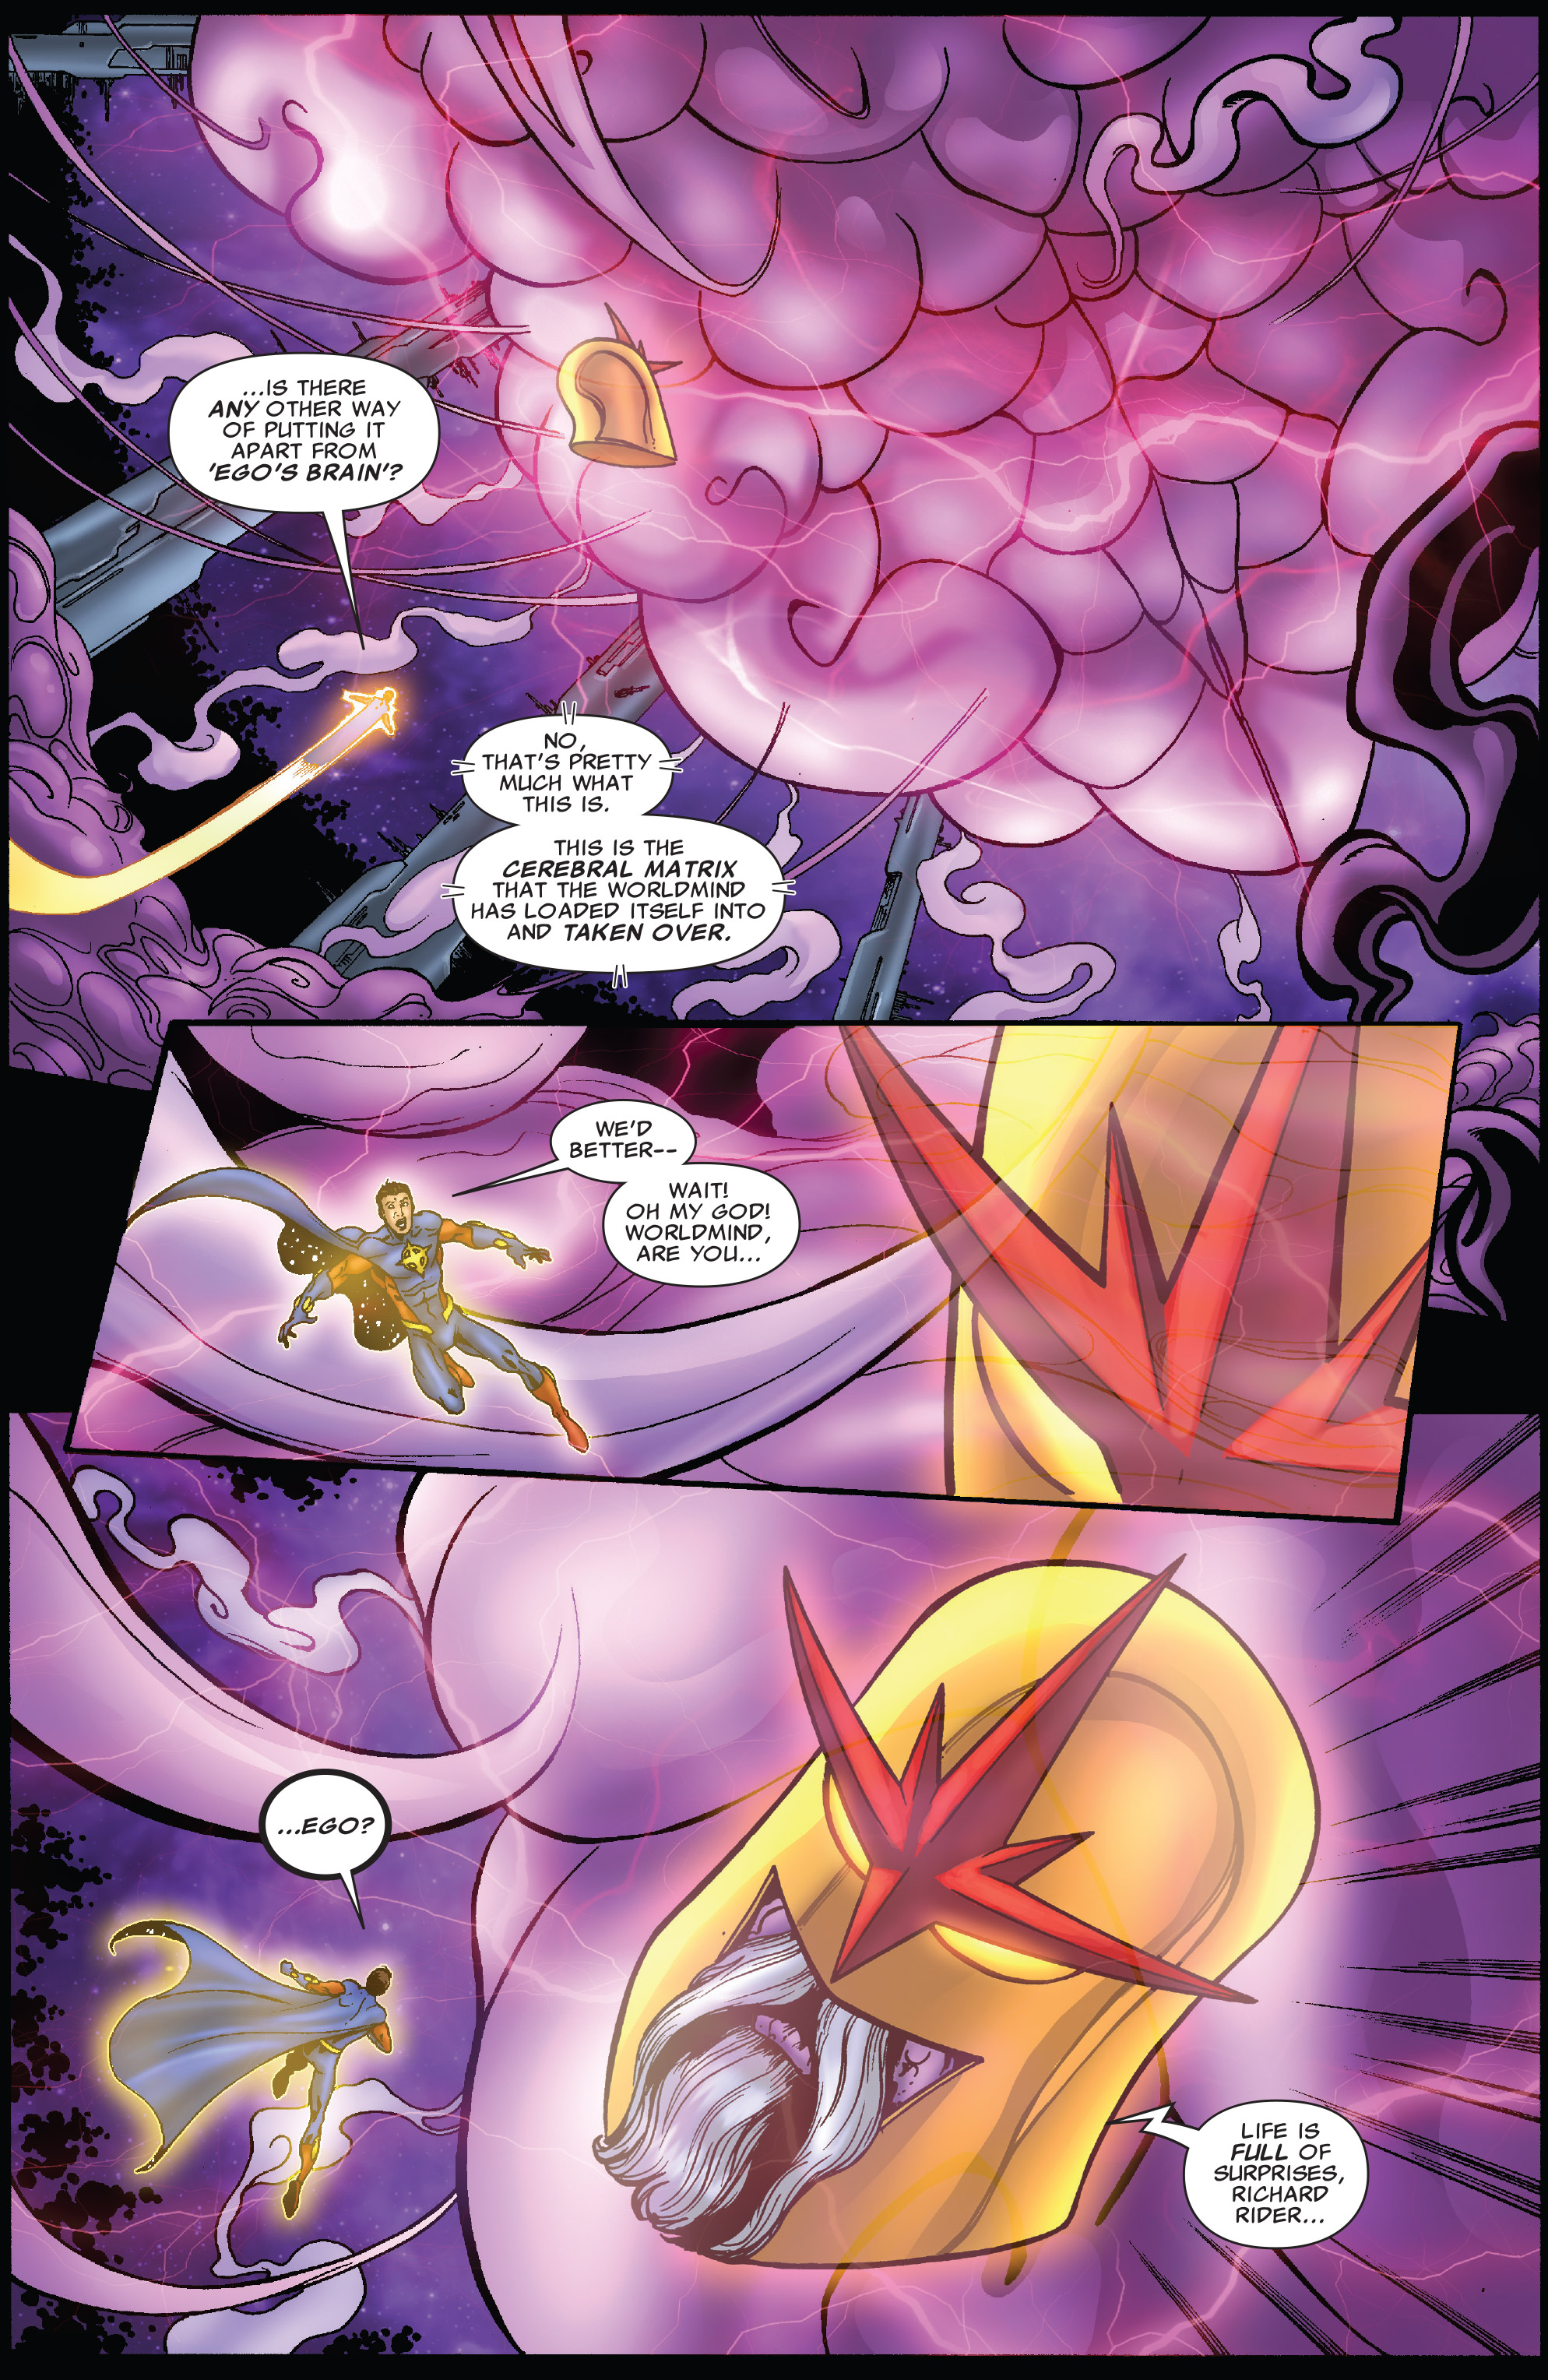 ...IS THERE
ANY OTHER WAY
OF PUTTING IT
APART FROM
'EGO'S BRAIN'?
NO,
THAT'S PRETTY
MUCH WHAT
THIS IS.
THIS IS THE
CEREBRAL MATRIX
THAT THE WORLDMIND
HAS LOADED ITSELF INTO
AND TAKEN OVER.
WE'D
BETTER--
WAIT!
OH MY GOD!
WORLDMIND,
ARE YOU...
...EGO?
LIFE IS
FULL OF
SURPRISES,
RICHARD
RIDER...